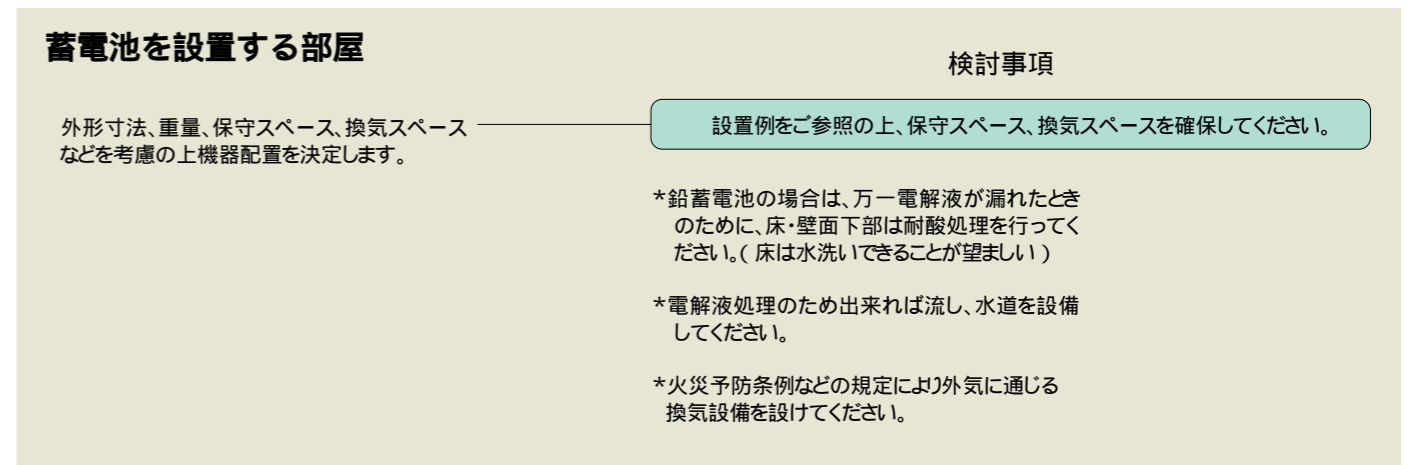 蓄電池を設置する部屋
検討事項
外形寸法、重量、保守スペース、換気スペース
などを考慮の上機器配置を決定します。
設置例をご参照の上、保守スペース、換気スペースを確保してください。
*鉛蓄電池の場合は、万一電解液が漏れたとき
のために、床・壁面下部は耐酸処理を行ってく
ださい。(床は水洗いできることが望ましい)
*電解液処理のため出来れば流し、水道を設備
してください。
*火災予防条例などの規定により外気に通じる
換気設備を設けてください。